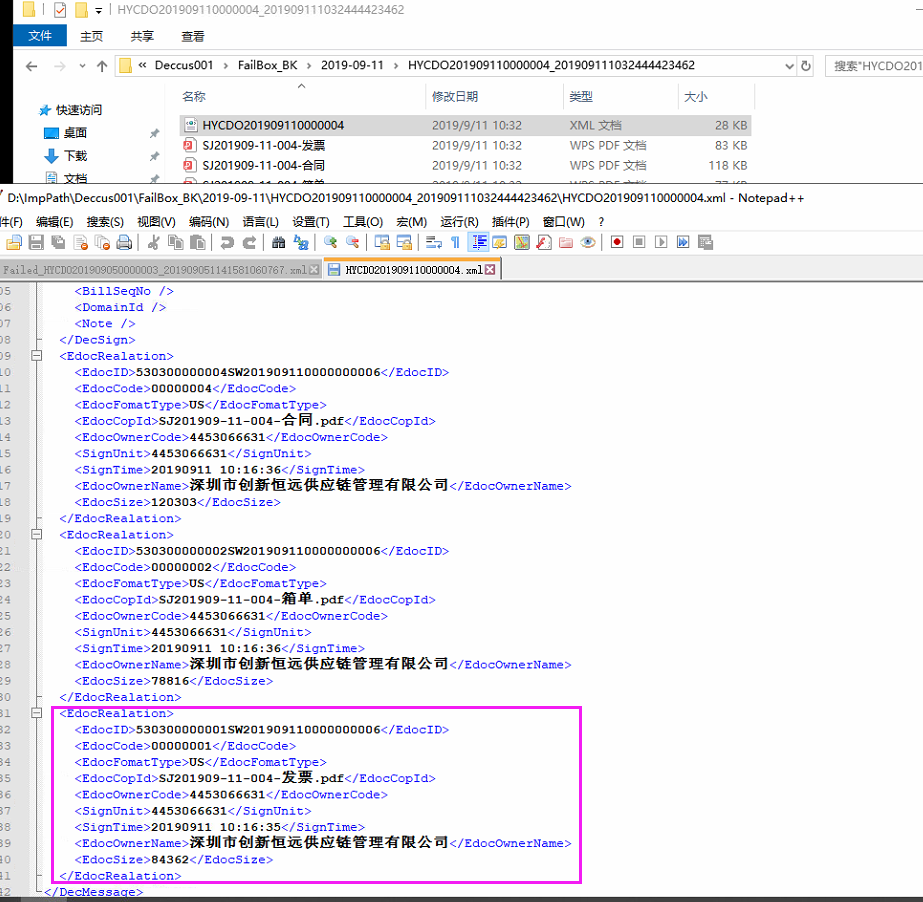 HYCDO201909110000004_201909111032444423462
文件 主页 共享 查看
« Deccus001 › FailBox_BK › 2019-09-11 › HYCDO201909110000004_201909111032444423462 搜索"HYCDO201
名称 修改日期 类型 大小
快速访问
桌面
下载
文档
HYCDO201909110000004 2019/9/11 10:32 XML 文档 28 KB
SJ201909-11-004-发票 2019/9/11 10:32 WPS PDF 文档 83 KB
SJ201909-11-004-合同 2019/9/11 10:32 WPS PDF 文档 118 KB
D:\ImpPath\Deccus001\FailBox_BK\2019-09-11\HYCDO201909110000004_201909111032444423462\HYCDO201909110000004.xml - Notepad++
件(F) 编辑(E) 搜索(S) 视图(V) 编码(N) 语言(L) 设置(T) 工具(O) 宏(M) 运行(R) 插件(P) 窗口(W) ?
Failed_HYCDO201909050000003_201909051141581060767.xml HYCDO201909110000004.xml
05 <BillSeqNo />
06 <DomainId />
07 <Note />
08 </DecSign>
09 <EdocRealation>
10 <EdocID>530300000004SW201909110000000006</EdocID>
11 <EdocCode>00000004</EdocCode>
12 <EdocFomatType>US</EdocFomatType>
13 <EdocCopId>SJ201909-11-004-合同.pdf</EdocCopId>
14 <EdocOwnerCode>4453066631</EdocOwnerCode>
15 <SignUnit>4453066631</SignUnit>
16 <SignTime>20190911 10:16:36</SignTime>
17 <EdocOwnerName>深圳市创新恒远供应链管理有限公司</EdocOwnerName>
18 <EdocSize>120303</EdocSize>
19 </EdocRealation>
20 <EdocRealation>
21 <EdocID>530300000002SW201909110000000006</EdocID>
22 <EdocCode>00000002</EdocCode>
23 <EdocFomatType>US</EdocFomatType>
24 <EdocCopId>SJ201909-11-004-箱单.pdf</EdocCopId>
25 <EdocOwnerCode>4453066631</EdocOwnerCode>
26 <SignUnit>4453066631</SignUnit>
27 <SignTime>20190911 10:16:36</SignTime>
28 <EdocOwnerName>深圳市创新恒远供应链管理有限公司</EdocOwnerName>
29 <EdocSize>78816</EdocSize>
30 </EdocRealation>
31 <EdocRealation>
32 <EdocID>530300000001SW201909110000000006</EdocID>
33 <EdocCode>00000001</EdocCode>
34 <EdocFomatType>US</EdocFomatType>
35 <EdocCopId>SJ201909-11-004-发票.pdf</EdocCopId>
36 <EdocOwnerCode>4453066631</EdocOwnerCode>
37 <SignUnit>4453066631</SignUnit>
38 <SignTime>20190911 10:16:35</SignTime>
39 <EdocOwnerName>深圳市创新恒远供应链管理有限公司</EdocOwnerName>
40 <EdocSize>84362</EdocSize>
41 </EdocRealation>
42 </DecMessage>